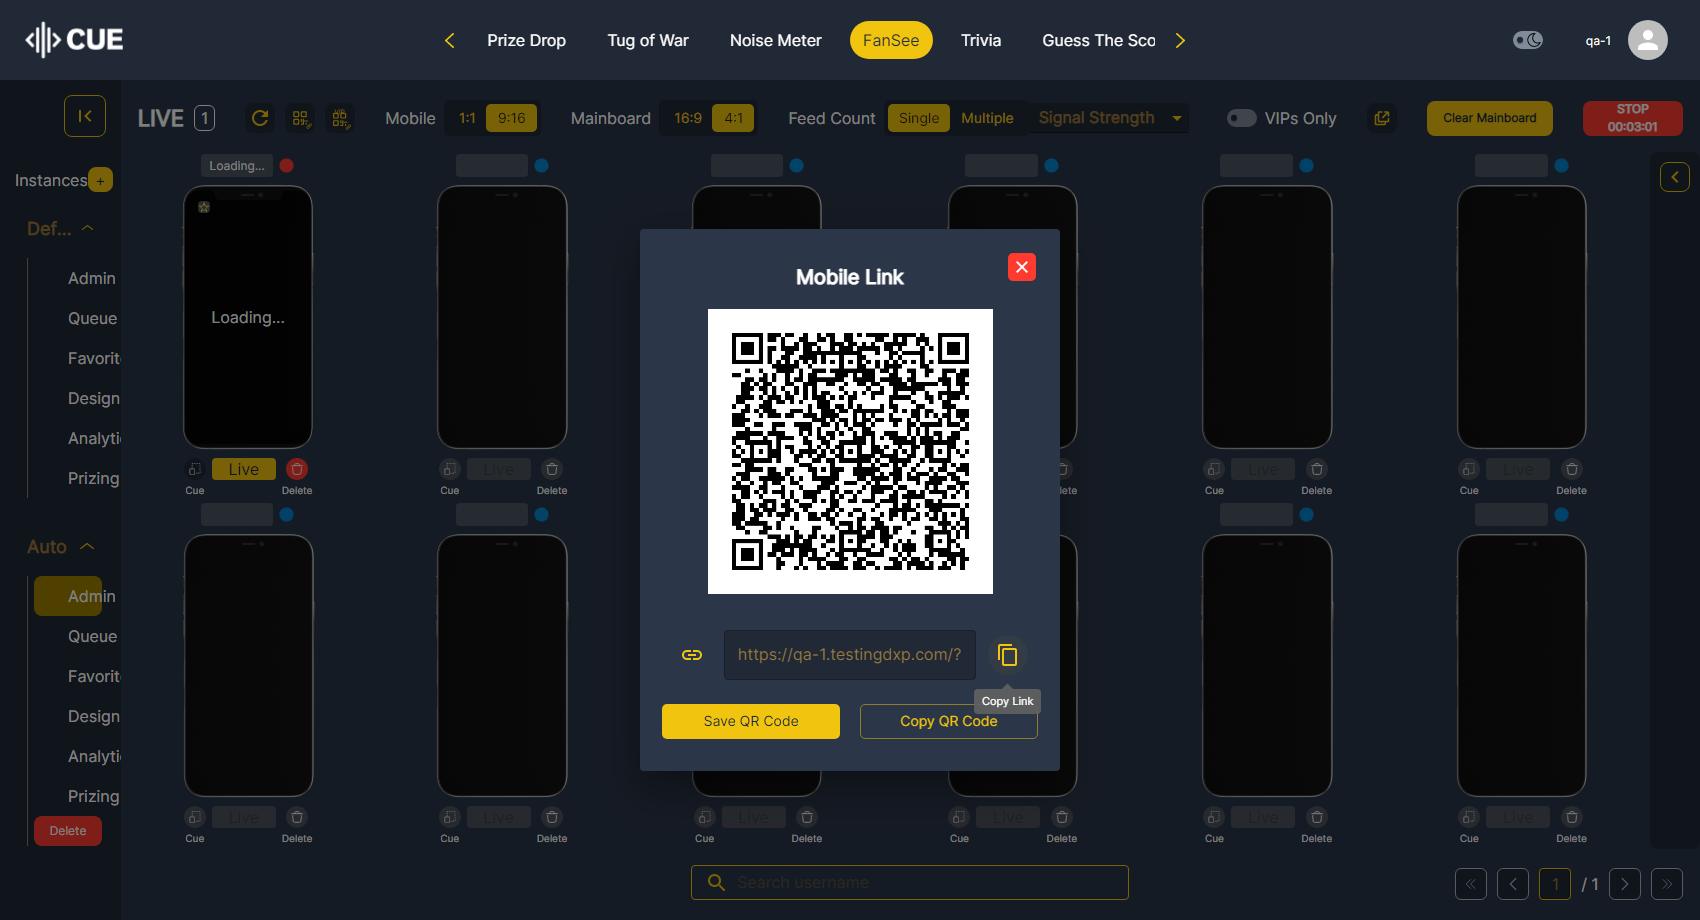 CUE
Prize Drop
Tug of War
Noise Meter
FanSee
Trivia
Guess The Sco
qa-1
LIVE 1
Mobile 1:1 9:16
Mainboard 16:9 4:1
Feed Count Single Multiple
Signal Strength
VIPs Only
Clear Mainboard
STOP
00:03:01
Instances +
Def...
Admin
Queue
Favorit
Design
Analyti
Prizing
Auto
Admin
Queue
Favorit
Design
Analyti
Prizing
Delete
Loading...
Loading...
Live
Cue Delete
Live
Cue Delete
lete
Live
Cue Delete
Live
Cue Delete
Mobile Link
https://qa-1.testingdxp.com/?
Copy Link
Save QR Code
Copy QR Code
Live
Cue Delete
Live
Cue Delete
Live
Cue Delete
Live
Cue Delete
Live
Cue Delete
Live
Cue Delete
Search username
1 / 1